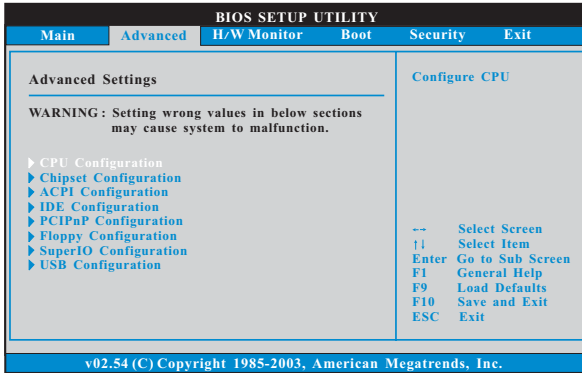 BIOS SETUP UTILITY
Main Advanced H/W Monitor Boot Security Exit
Advanced Settings
WARNING : Setting wrong values in below sections
may cause system to malfunction.
CPU Configuration
Chipset Configuration
ACPI Configuration
IDE Configuration
PCIPnP Configuration
Floppy Configuration
SuperIO Configuration
USB Configuration
Configure CPU
←→ Select Screen
↑↓ Select Item
Enter Go to Sub Screen
F1 General Help
F9 Load Defaults
F10 Save and Exit
ESC Exit
v02.54 (C) Copyright 1985-2003, American Megatrends, Inc.